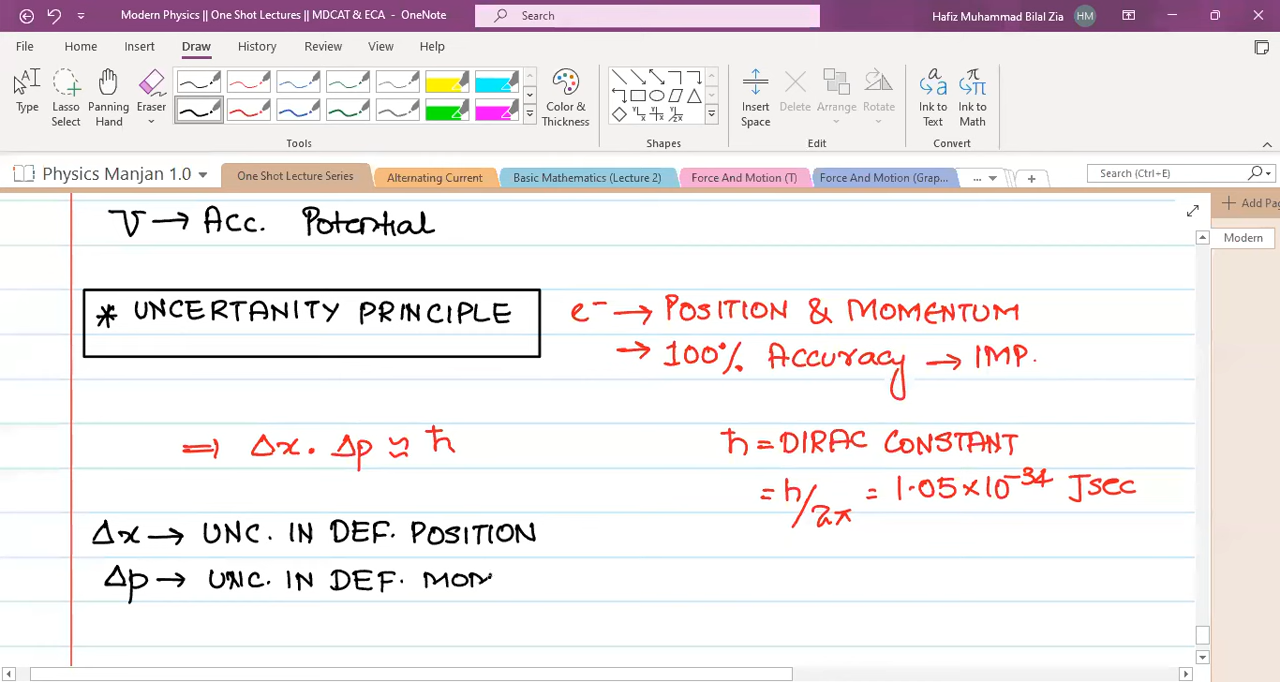 Modern Physics || One Shot Lectures || MDCAT & ECA - OneNote
Search
Hafiz Muhammad Bilal Zia HM
File Home Insert Draw History Review View Help
Type
Lasso Select
Panning Hand
Eraser
Color & Thickness
Insert Space
Delete
Arrange
Rotate
Ink to Text
Ink to Math
Tools
Shapes
Edit
Convert
Physics Manjan 1.0
One Shot Lecture Series
Alternating Current
Basic Mathematics (Lecture 2)
Force And Motion (T)
Force And Motion (Grap...
...
Search (Ctrl+E)
Add Pag
Modern
V → Acc. Potential
* UNCERTANITY PRINCIPLE
e⁻ → POSITION & MOMENTUM
→ 100% Accuracy → IMP.
⇒ Δx . Δp ≈ ħ
ħ = DIRAC CONSTANT
= h/2π = 1.05×10⁻³⁴ Jsec
Δx → UNC. IN DEF. POSITION
Δp → UNC. IN DEF. MOM